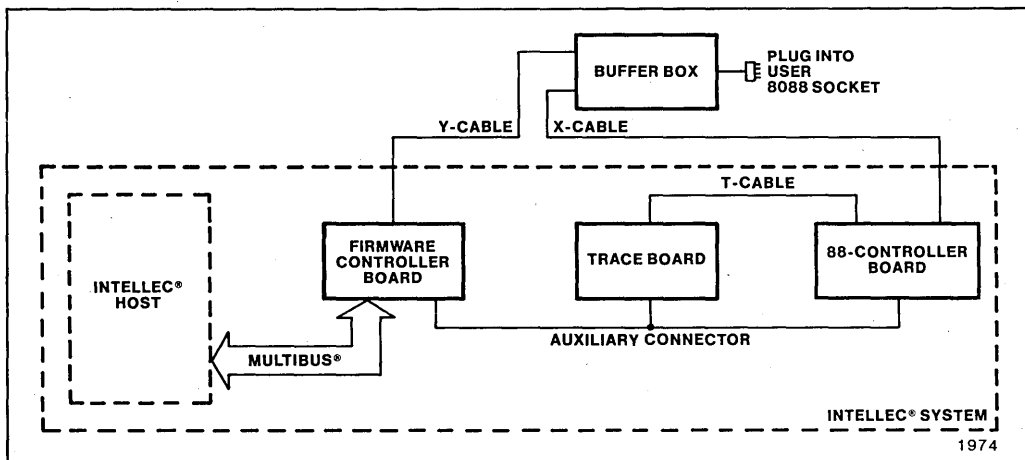 BUFFER BOX
PLUG INTO
USER
8088 SOCKET
Y-CABLE
X-CABLE
T-CABLE
INTELLEC®
HOST
FIRMWARE
CONTROLLER
BOARD
TRACE BOARD
88-CONTROLLER
BOARD
MULTIBUS®
AUXILIARY CONNECTOR
INTELLEC® SYSTEM
1974